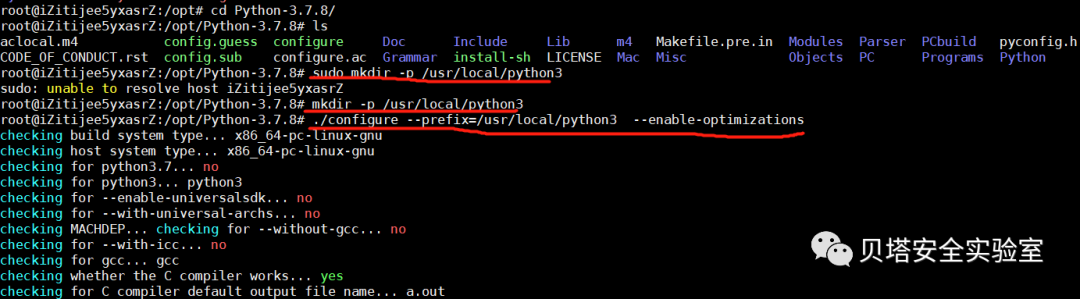 root@iZitijee5yxasrZ:/opt# cd Python-3.7.8/
root@iZitijee5yxasrZ:/opt/Python-3.7.8# ls
aclocal.m4 config.guess configure Doc Include Lib m4 Makefile.pre.in Modules Parser PCbuild pyconfig.h
CODE_OF_CONDUCT.rst config.sub configure.ac Grammar install-sh LICENSE Mac Misc Objects PC Programs Python
root@iZitijee5yxasrZ:/opt/Python-3.7.8# sudo mkdir -p /usr/local/python3
sudo: unable to resolve host iZitijee5yxasrZ
root@iZitijee5yxasrZ:/opt/Python-3.7.8# mkdir -p /usr/local/python3
root@iZitijee5yxasrZ:/opt/Python-3.7.8# ./configure --prefix=/usr/local/python3 --enable-optimizations
checking build system type... x86_64-pc-linux-gnu
checking host system type... x86_64-pc-linux-gnu
checking for python3.7... no
checking for python3... python3
checking for --enable-universalsdk... no
checking for --with-universal-archs... no
checking MACHDEP... checking for --without-gcc... no
checking for --with-icc... no
checking for gcc... gcc
checking whether the C compiler works... yes
checking for C compiler default output file name... a.out
贝塔安全实验室